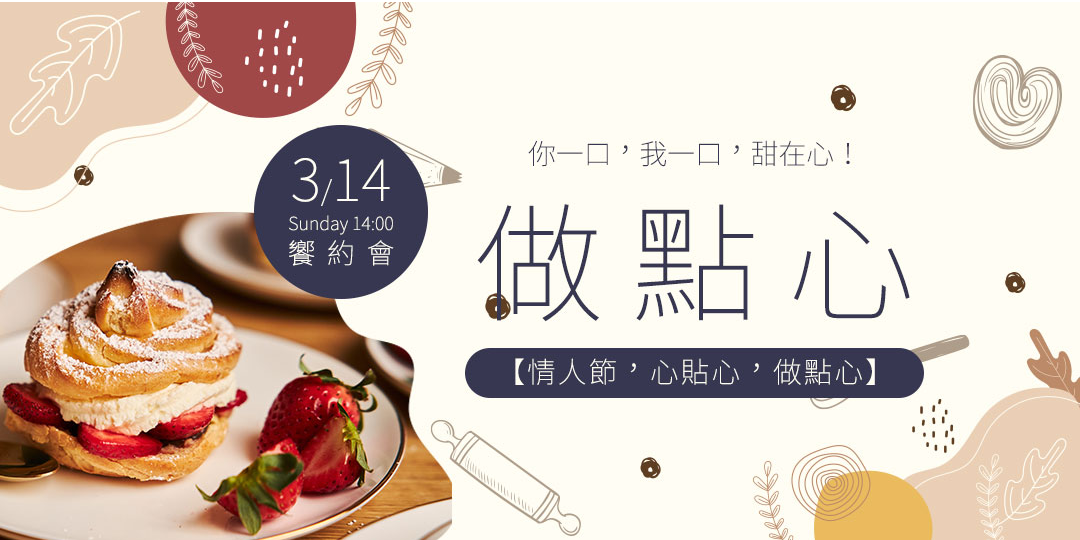 3/14
Sunday 14:00
饗約會
你一口，我一口，甜在心！
做點心
【情人節，心貼心，做點心】